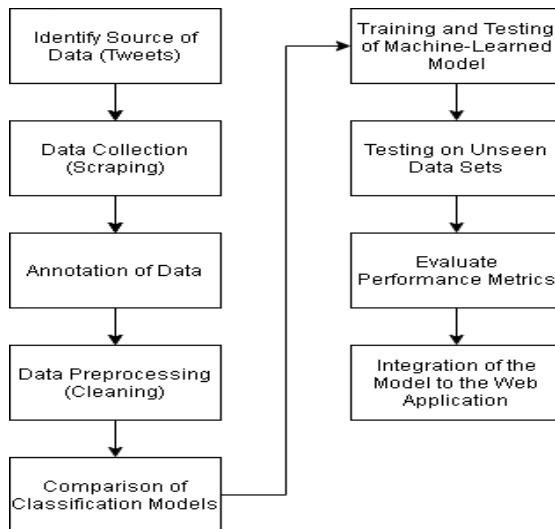 Identify Source of
Data (Tweets)
Data Collection
(Scraping)
Annotation of Data
Data Preprocessing
(Cleaning)
Comparison of
Classification Models
Training and Testing
of Machine-Learned
Model
Testing on Unseen
Data Sets
Evaluate
Performance Metrics
Integration of the
Model to the Web
Application